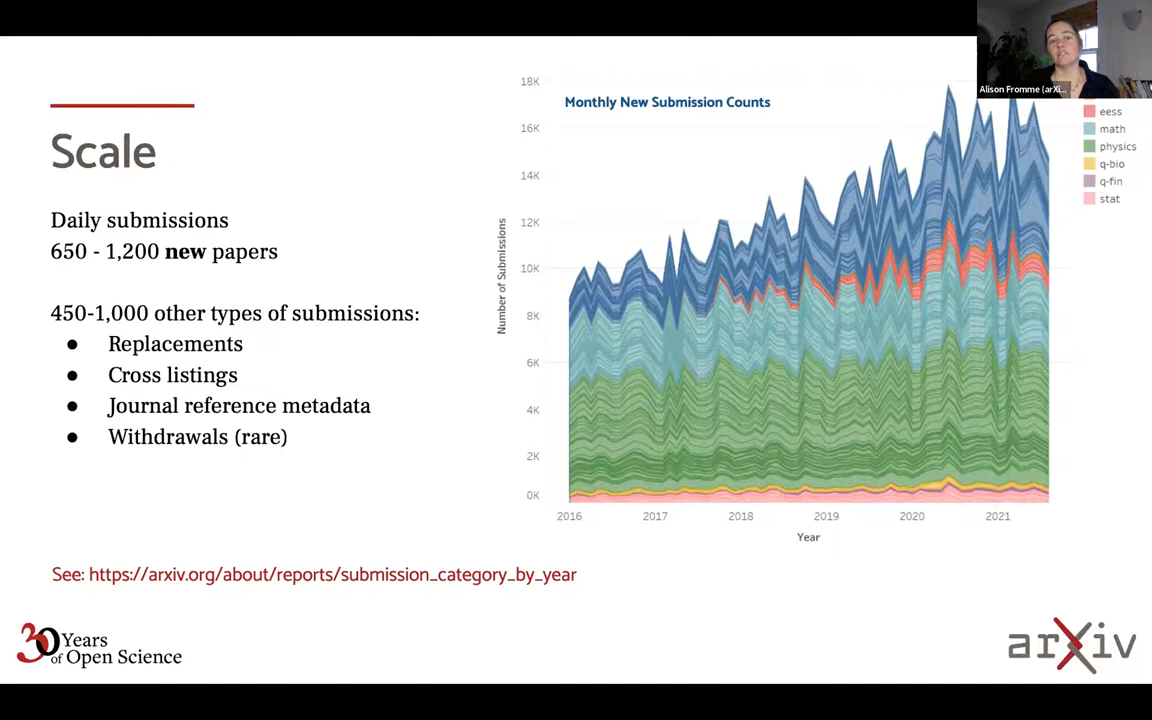 Scale
Daily submissions
650 - 1,200 new papers
450-1,000 other types of submissions:
● Replacements
● Cross listings
● Journal reference metadata
● Withdrawals (rare)
See: https://arxiv.org/about/reports/submission_category_by_year
30 Years
of Open Science
Monthly New Submission Counts
18K
16K
14K
12K
10K
8K
6K
4K
2K
0K
Number of Submissions
2016 2017 2018 2019 2020 2021
Year
Alison Fromme (arXi...
eess
math
physics
q-bio
q-fin
stat
arXiv